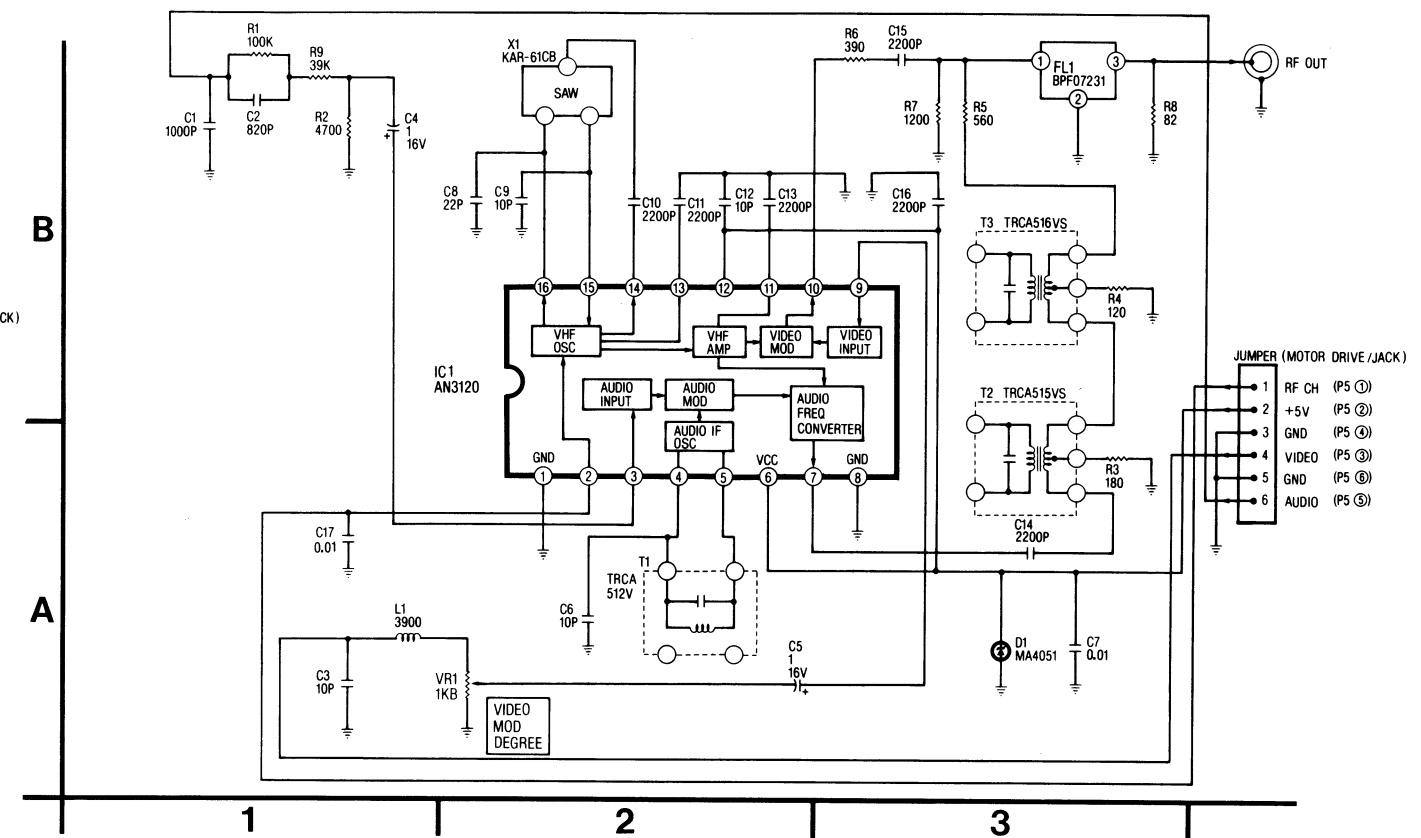 R1
100K
R9
39K
C1
1000P
C2
820P
R2
4700
C4
1
16V
+
X1
KAR-61CB
SAW
R6
390
C15
2200P
1
FL1
BPF07231
3
2
RF OUT
R7
1200
R5
560
R8
82
C8
22P
C9
10P
C10
2200P
C11
2200P
C12
10P
C13
2200P
C16
2200P
B
CK)
T3 TRCA516VS
R4
120
16
15
14
13
12
11
10
9
VHF
OSC
VHF
AMP
VIDEO
MOD
VIDEO
INPUT
IC1
AN3120
AUDIO
INPUT
AUDIO
MOD
AUDIO
FREQ
CONVERTER
AUDIO IF
OSC
GND
VCC
GND
1
2
3
4
5
6
7
8
T2 TRCA515VS
R3
180
C14
2200P
JUMPER (MOTOR DRIVE/JACK)
1 RF CH (P5 ①)
2 +5V (P5 ②)
3 GND (P5 ④)
4 VIDEO (P5 ③)
5 GND (P5 ⑥)
6 AUDIO (P5 ⑤)
C17
0.01
A
T1
TRCA
512V
C6
10P
L1
3900
C3
10P
VR1
1KB
VIDEO
MOD
DEGREE
C5
1
16V
+
D1
MA4051
C7
0.01
1
2
3